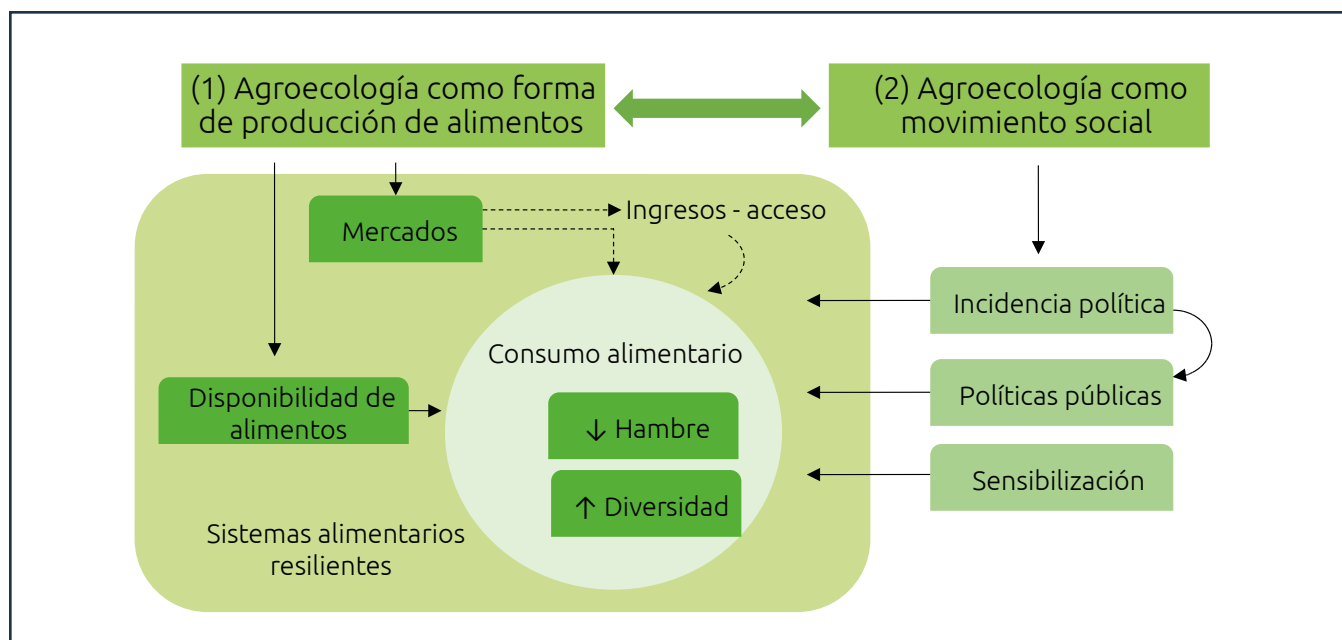 (1) Agroecología como forma
de producción de alimentos
(2) Agroecología como
movimiento social
Mercados
Ingresos - acceso
Incidencia política
Consumo alimentario
Disponibilidad de
alimentos
Políticas públicas
↓ Hambre
Sensibilización
↑ Diversidad
Sistemas alimentarios
resilientes